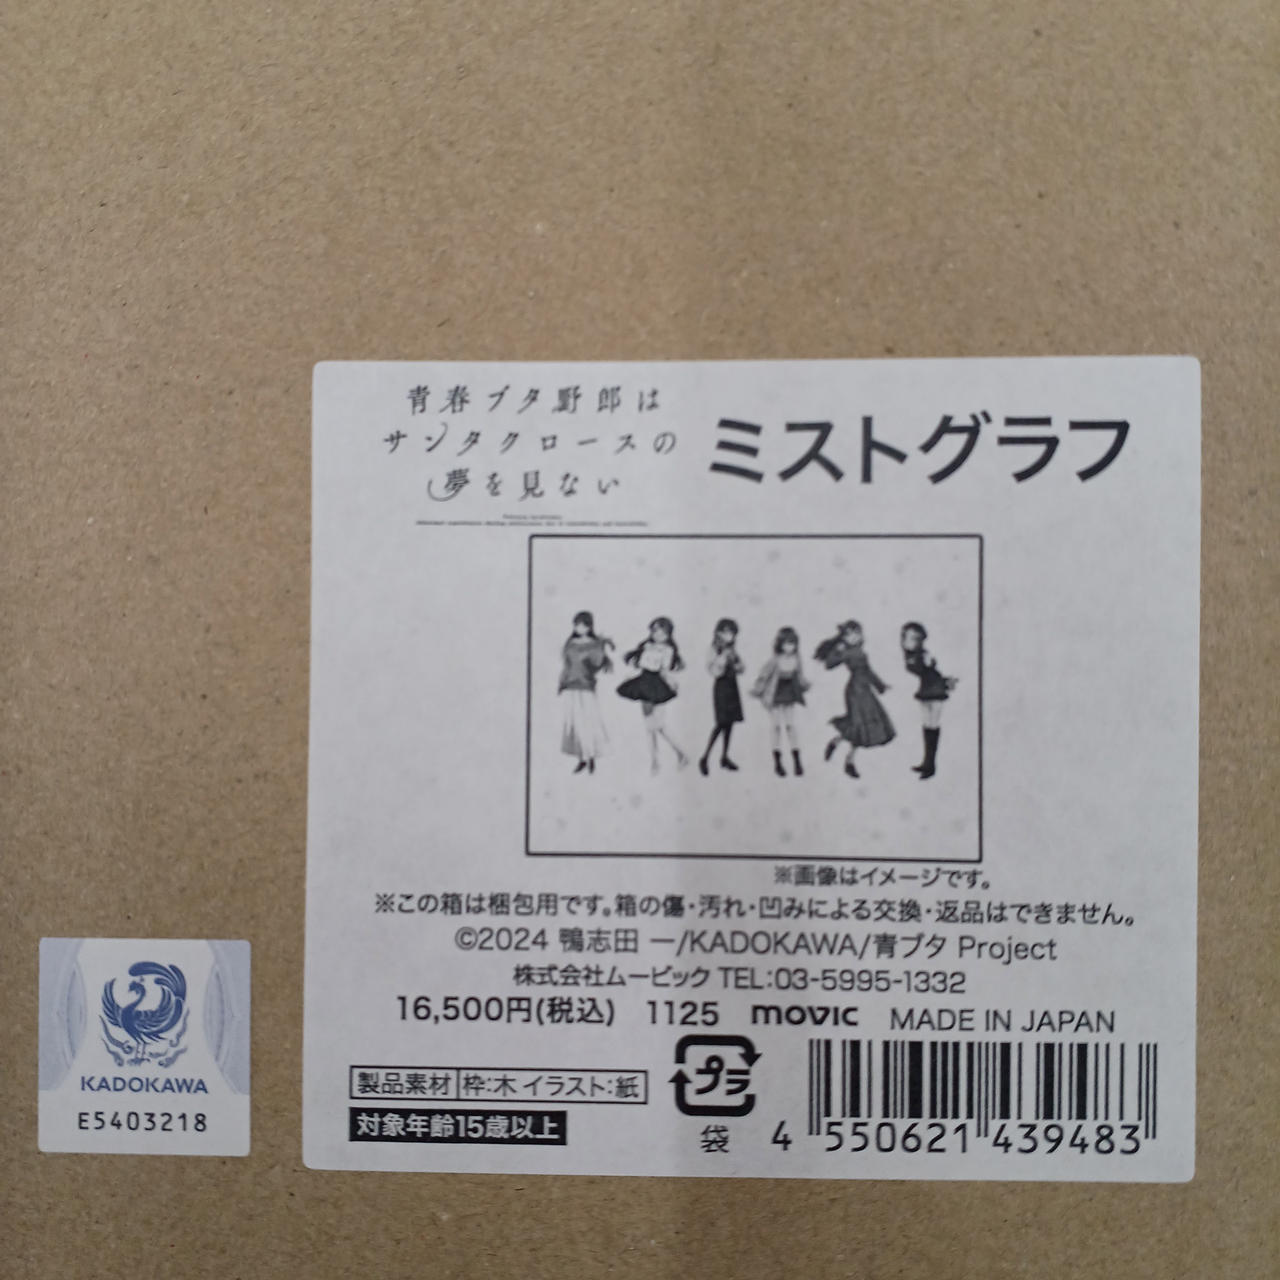 青春ブタ野郎は
サンタクロースの
夢を見ない
ミストグラフ
※画像はイメージです。
※この箱は梱包用です。箱の傷・汚れ・凹みによる交換・返品はできません。
©2024 鴨志田 一/KADOKAWA/青ブタ Project
株式会社ムービック TEL:03-5995-1332
16,500円(税込) 1125 movic MADE IN JAPAN
製品素材 枠:木 イラスト:紙
対象年齢15歳以上
プラ
袋
4 550621 439483
KADOKAWA
E5403218